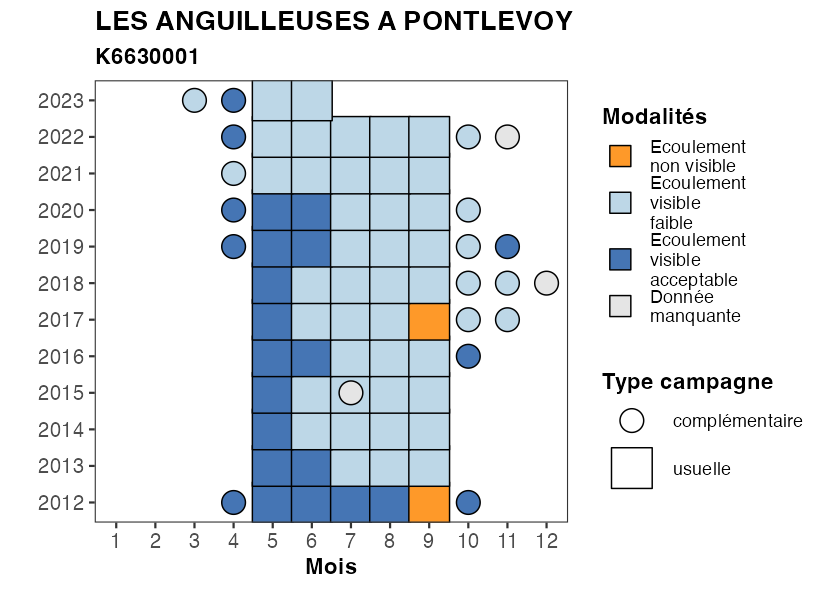 LES ANGUILLEUSES A PONTLEVOY
K6630001
2023
2022
2021
2020
2019
2018
2017
2016
2015
2014
2013
2012
1 2 3 4 5 6 7 8 9 10 11 12
Mois
Modalités
Ecoulement
non visible
Ecoulement
visible
faible
Ecoulement
visible
acceptable
Donnée
manquante
Type campagne
complémentaire
usuelle